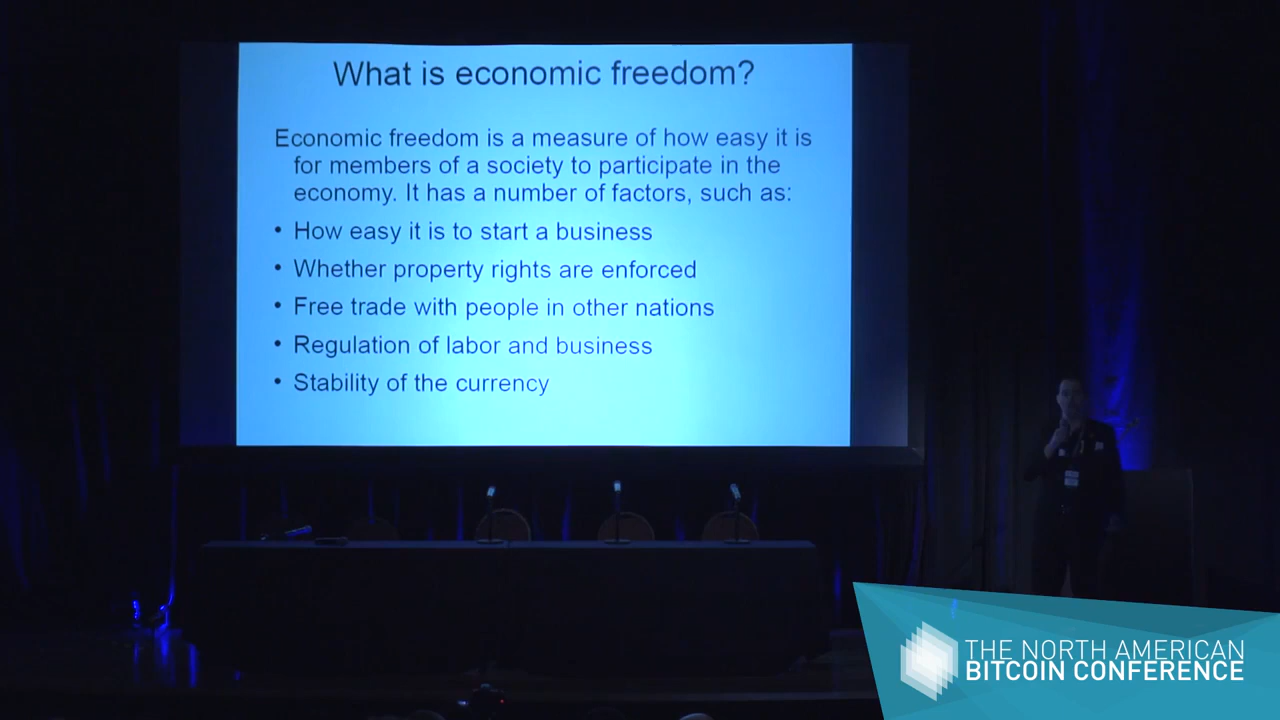 What is economic freedom?
Economic freedom is a measure of how easy it is
for members of a society to participate in the
economy. It has a number of factors, such as:
• How easy it is to start a business
• Whether property rights are enforced
• Free trade with people in other nations
• Regulation of labor and business
• Stability of the currency
THE NORTH AMERICAN
BITCOIN CONFERENCE